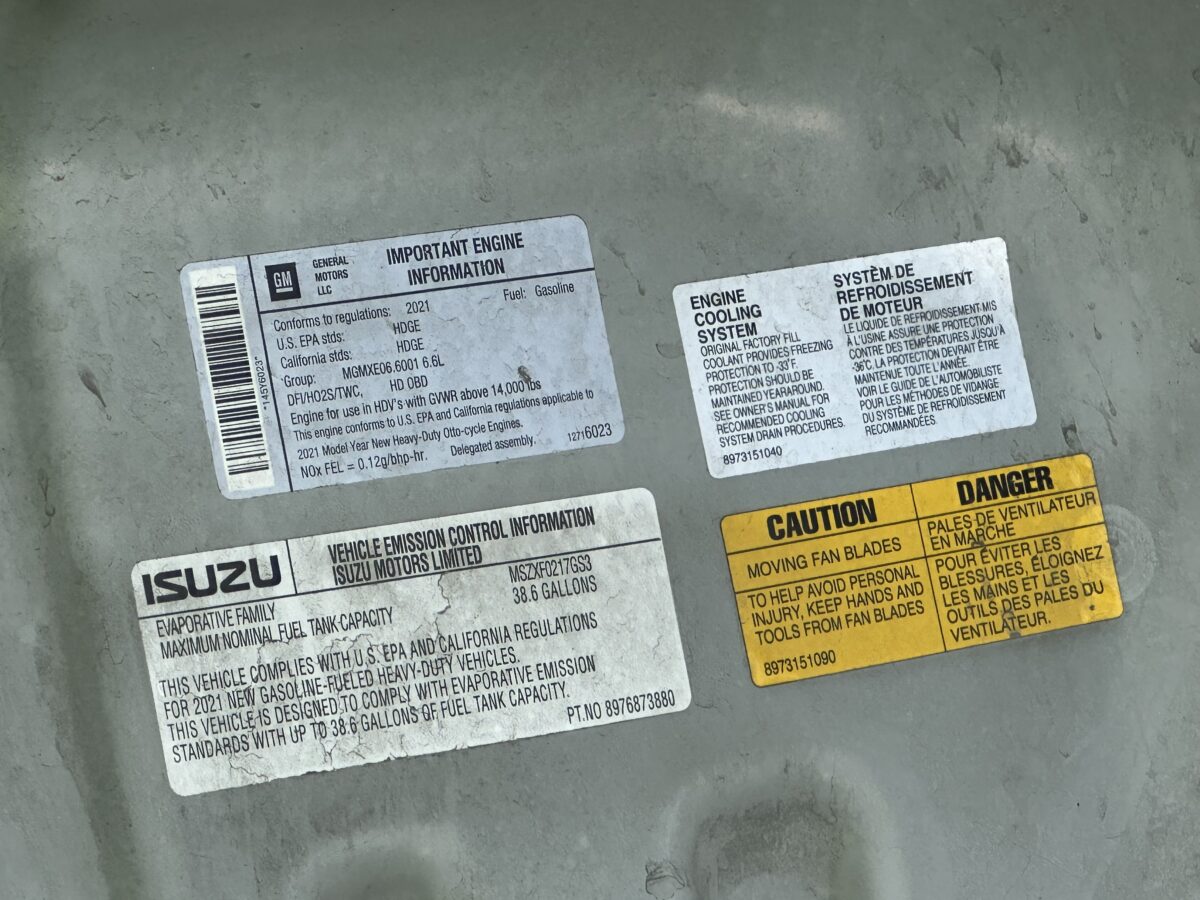 GM
GENERAL
MOTORS
LLC
IMPORTANT ENGINE
INFORMATION
*14576023*
Conforms to regulations: 2021 Fuel: Gasoline
U.S. EPA stds: HDGE
California stds: HDGE
Group: MGMXE06.6001 6.6L
DFI/HO2S/TWC, HD OBD
Engine for use in HDV's with GVWR above 14,000 lbs
This engine conforms to U.S. EPA and California regulations applicable to
2021 Model Year New Heavy-Duty Otto-cycle Engines.
NOx FEL = 0.12g/bhp-hr. Delegated assembly. 12716023
ENGINE
COOLING
SYSTEM
ORIGINAL FACTORY FILL
COOLANT PROVIDES FREEZING
PROTECTION TO -33°F.
PROTECTION SHOULD BE
MAINTAINED YEARAROUND.
SEE OWNER'S MANUAL FOR
RECOMMENDED COOLING
SYSTEM DRAIN PROCEDURES.
8973151040
SYSTÈM DE
REFROIDISSEMENT
DE MOTEUR
LE LIQUIDE DE REFROIDISSEMENT MIS
À L'USINE ASSURE UNE PROTECTION
CONTRE DES TEMPÉRATURES JUSQU'À
-36°C. LA PROTECTION DEVRAIT ÊTRE
MAINTENUE TOUTE L'ANNÉE.
VOIR LE GUIDE DE L'AUTOMOBILISTE
POUR LES MÉTHODES DE VIDANGE
DU SYSTÈME DE REFROIDISSEMENT
RECOMMANDÉES.
ISUZU
VEHICLE EMISSION CONTROL INFORMATION
ISUZU MOTORS LIMITED
EVAPORATIVE FAMILY MSZXF0217GS3
MAXIMUM NOMINAL FUEL TANK CAPACITY 38.6 GALLONS
THIS VEHICLE COMPLIES WITH U.S. EPA AND CALIFORNIA REGULATIONS
FOR 2021 NEW GASOLINE-FUELED HEAVY-DUTY VEHICLES.
THIS VEHICLE IS DESIGNED TO COMPLY WITH EVAPORATIVE EMISSION
STANDARDS WITH UP TO 38.6 GALLONS OF FUEL TANK CAPACITY.
PT.NO 8976873880
CAUTION
MOVING FAN BLADES
TO HELP AVOID PERSONAL
INJURY, KEEP HANDS AND
TOOLS FROM FAN BLADES
8973151090
DANGER
PALES DE VENTILATEUR
EN MARCHE
POUR ÉVITER LES
BLESSURES, ÉLOIGNEZ
LES MAINS ET LES
OUTILS DES PALES DU
VENTILATEUR.